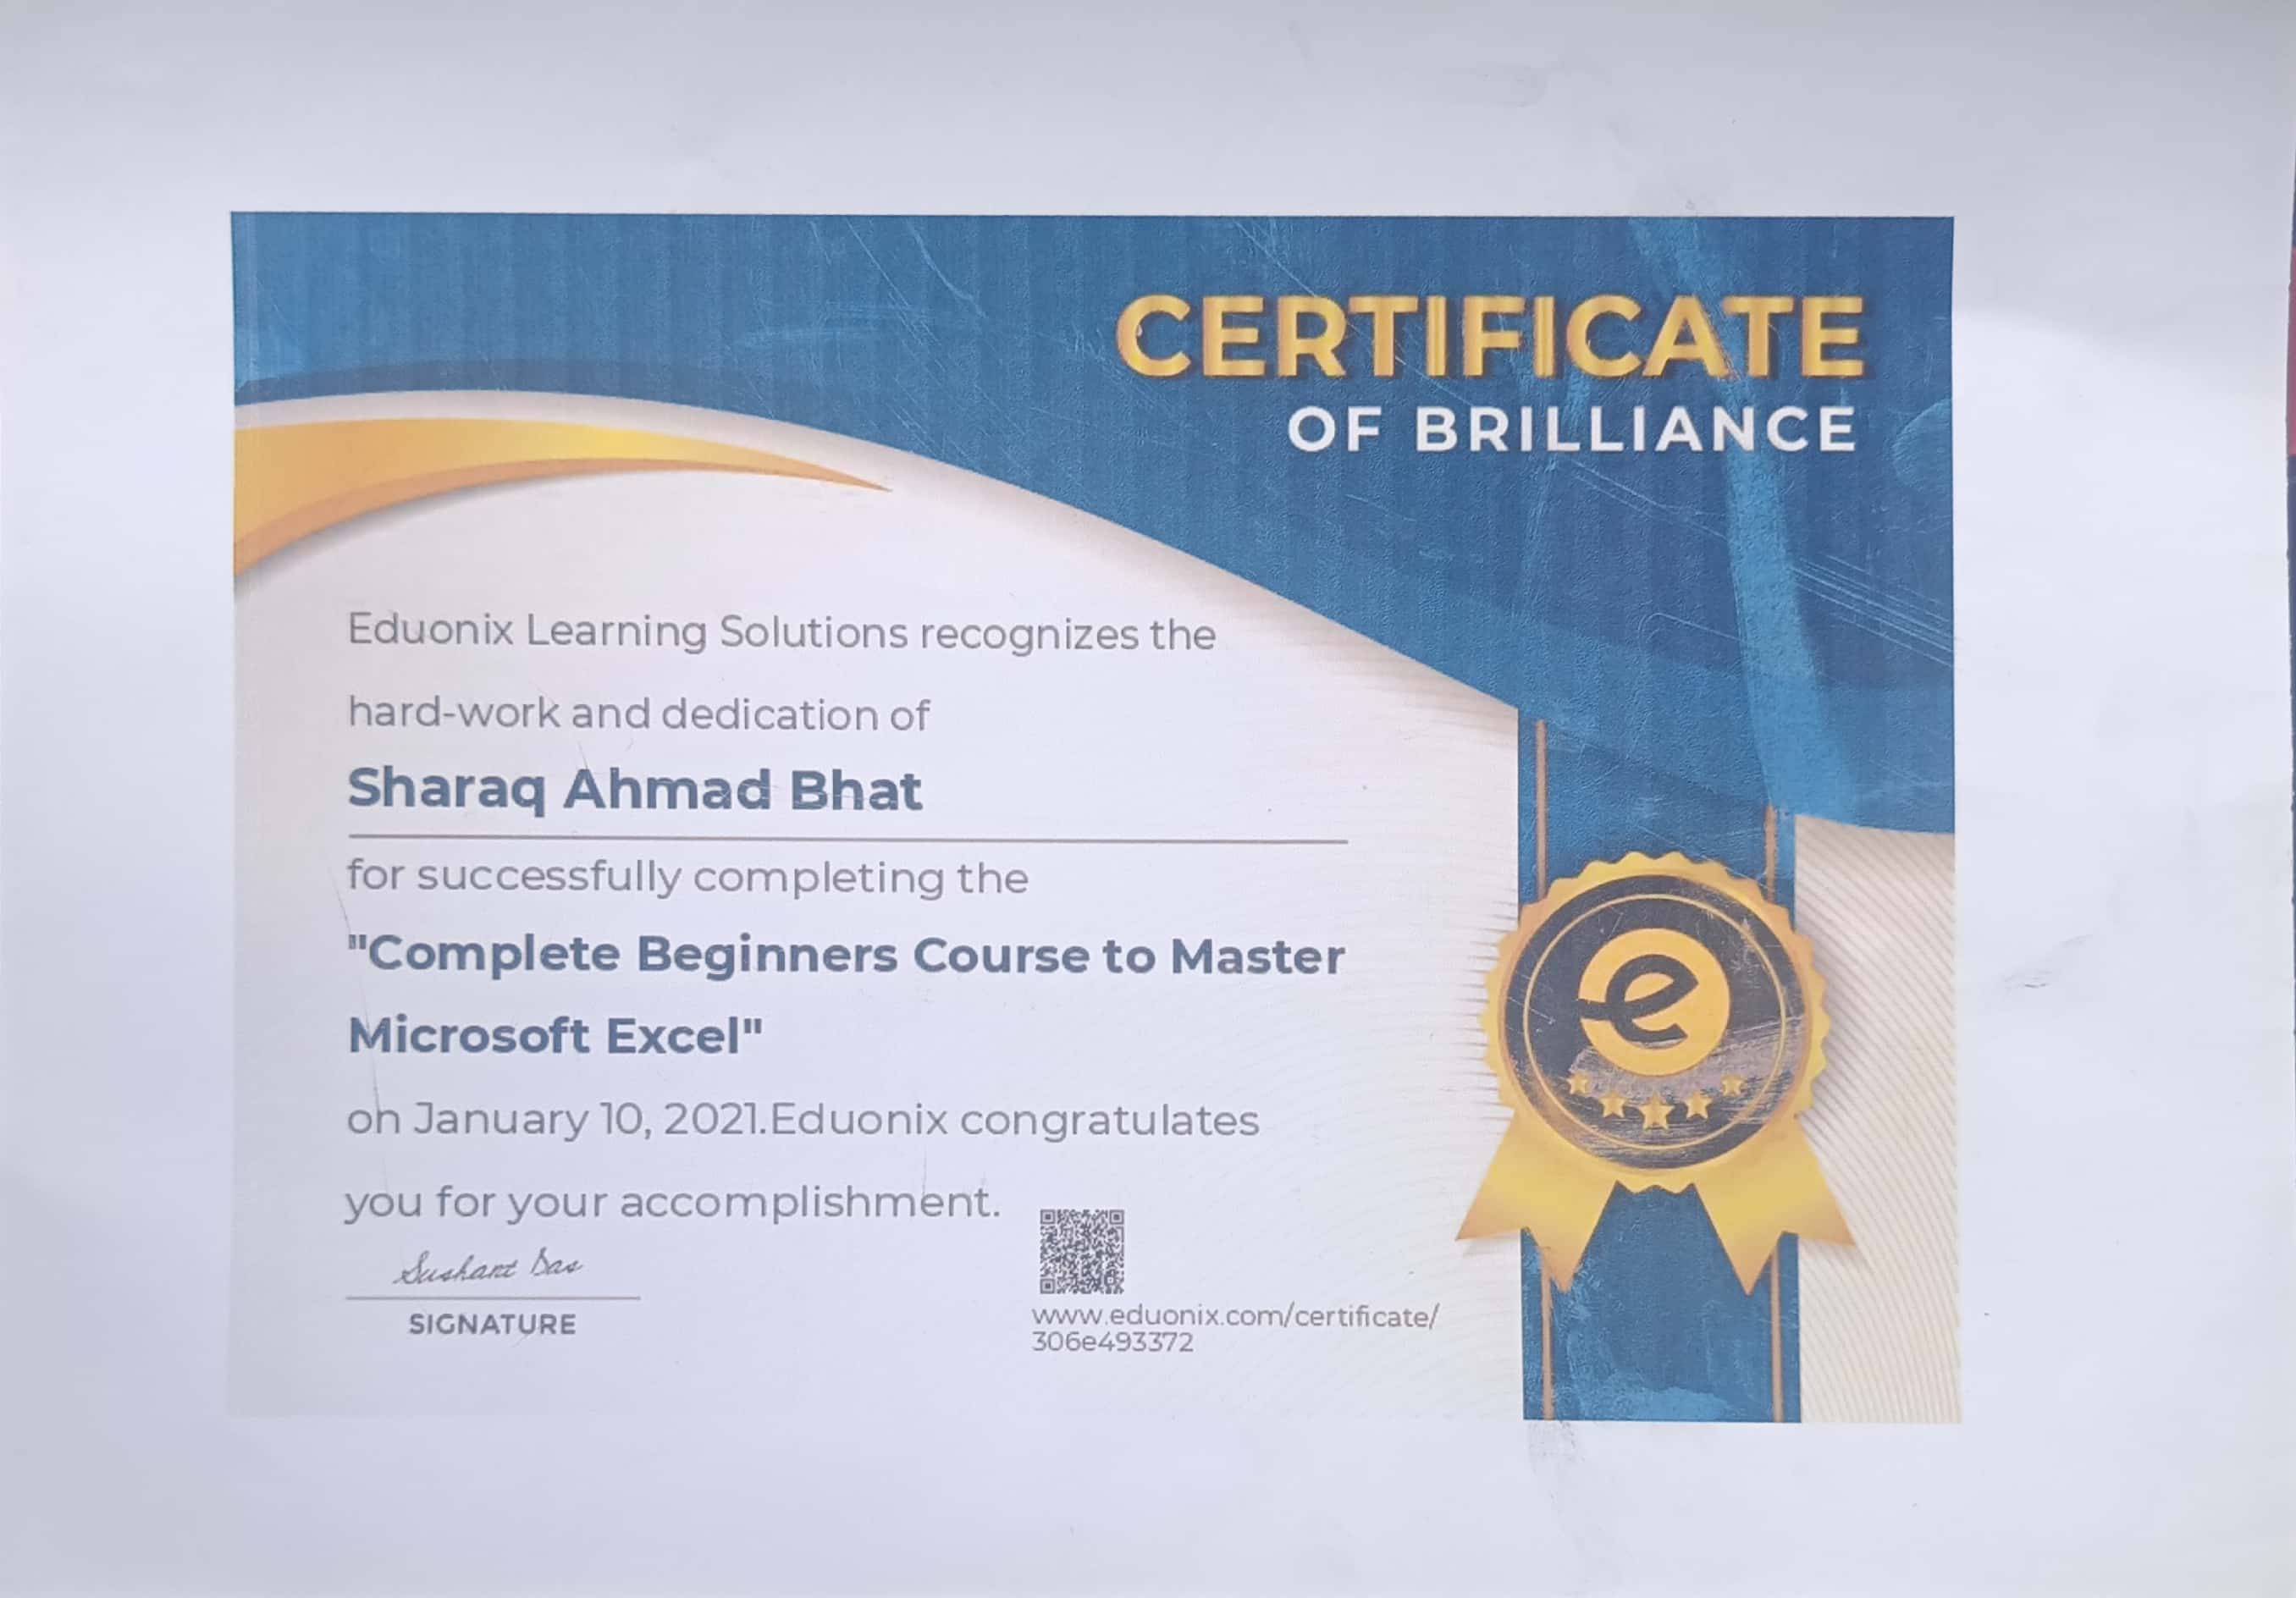 CERTIFICATE
OF BRILLIANCE
Eduonix Learning Solutions recognizes the
hard-work and dedication of
Sharaq Ahmad Bhat
for successfully completing the
"Complete Beginners Course to Master
Microsoft Excel"
on January 10, 2021.Eduonix congratulates
you for your accomplishment.
Sushant Das
SIGNATURE
www.eduonix.com/certificate/
306e493372
e